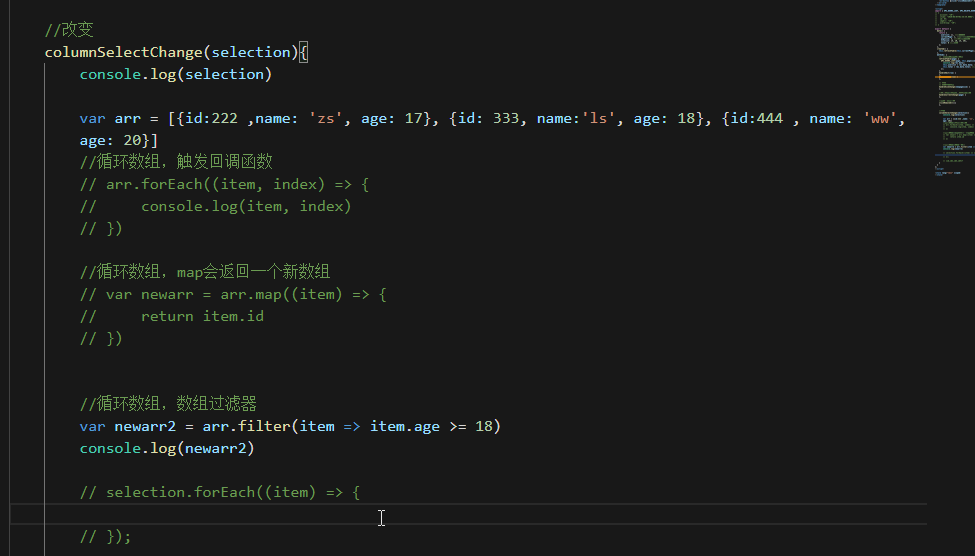 //改变
columnSelectChange(selection){
console.log(selection)
var arr = [{id:222 ,name: 'zs', age: 17}, {id: 333, name:'ls', age: 18}, {id:444 , name: 'ww',
age: 20}]
//循环数组，触发回调函数
// arr.forEach((item, index) => {
//     console.log(item, index)
// })
//循环数组，map会返回一个新数组
// var newarr = arr.map((item) => {
//     return item.id
// })
//循环数组，数组过滤器
var newarr2 = arr.filter(item => item.age >= 18)
console.log(newarr2)
// selection.forEach((item) => {
// });